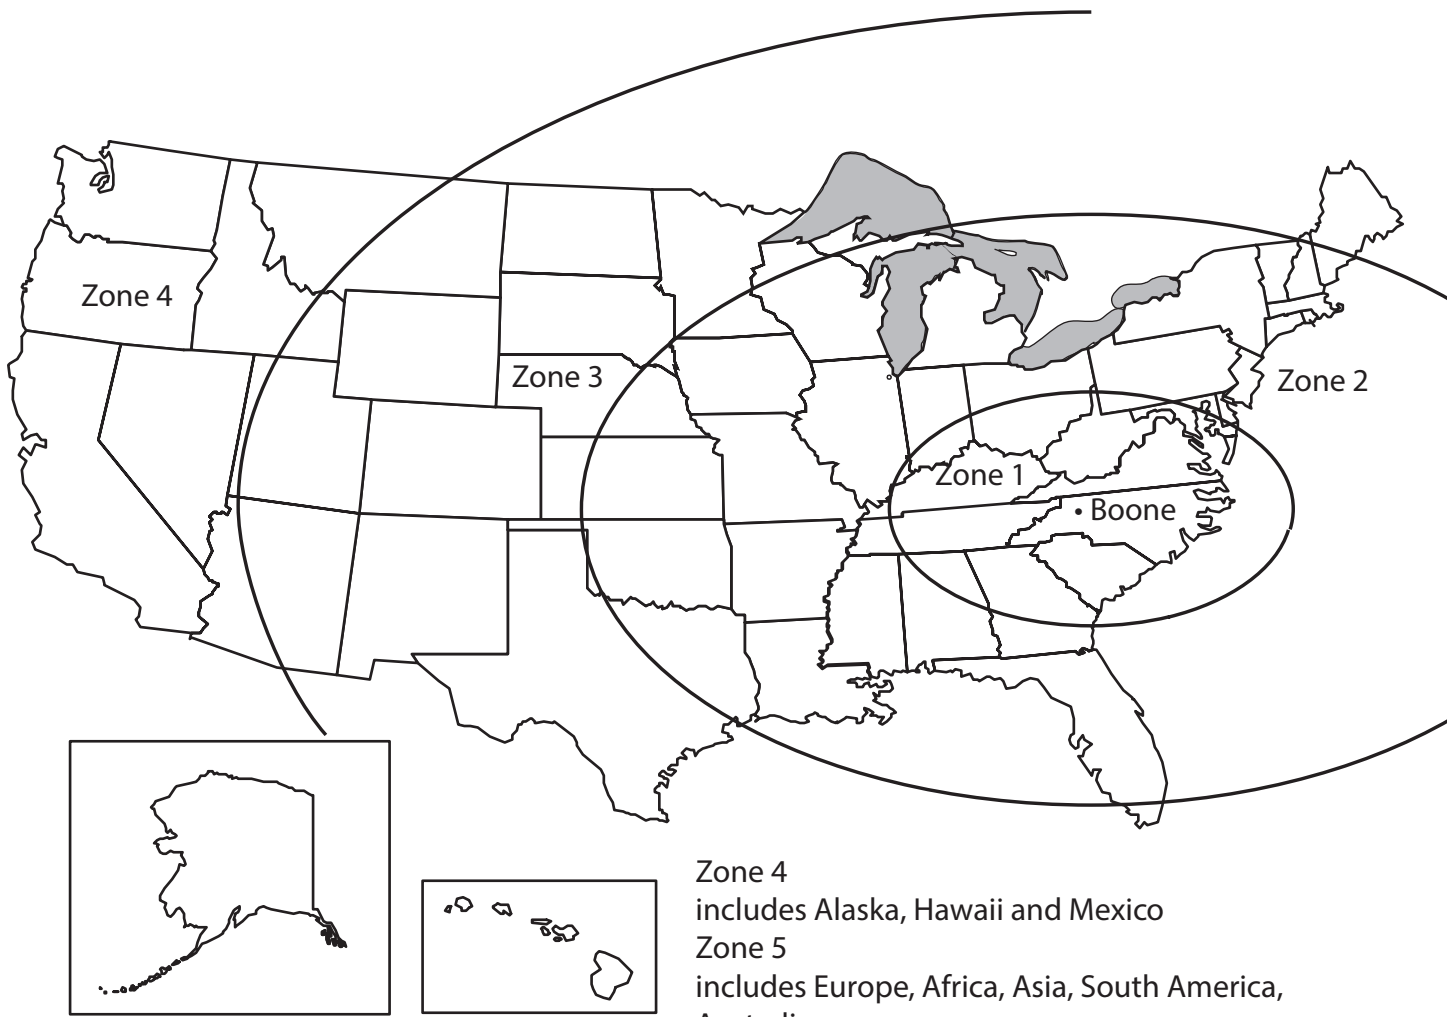 Zone 4
Zone 3
Zone 2
Zone 1
Boone
Zone 4
includes Alaska, Hawaii and Mexico
Zone 5
includes Europe, Africa, Asia, South America,